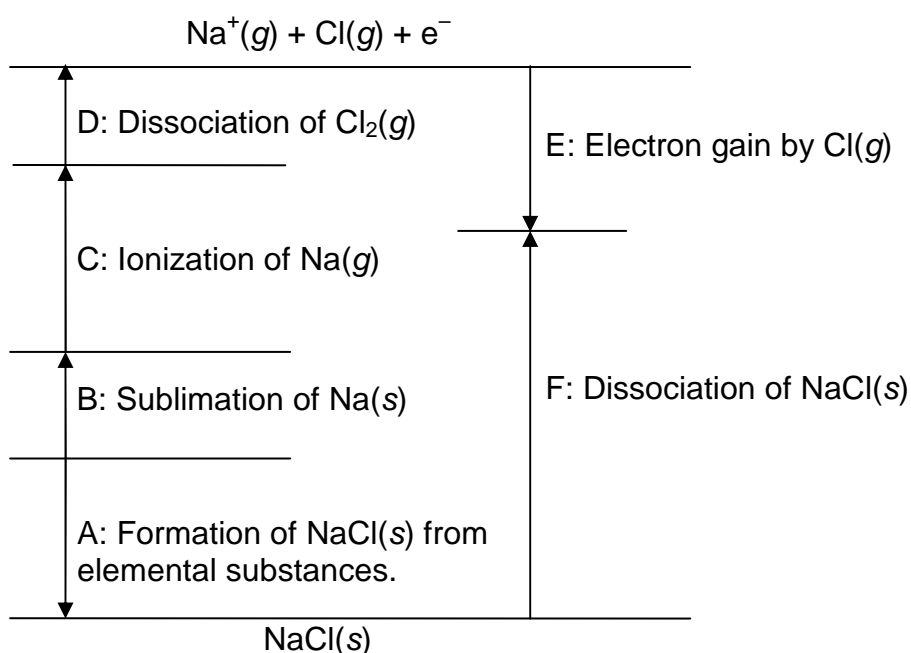 Na⁺(g) + Cl(g) + e⁻
D: Dissociation of Cl₂(g)
E: Electron gain by Cl(g)
C: Ionization of Na(g)
B: Sublimation of Na(s)
F: Dissociation of NaCl(s)
A: Formation of NaCl(s) from
elemental substances.
NaCl(s)